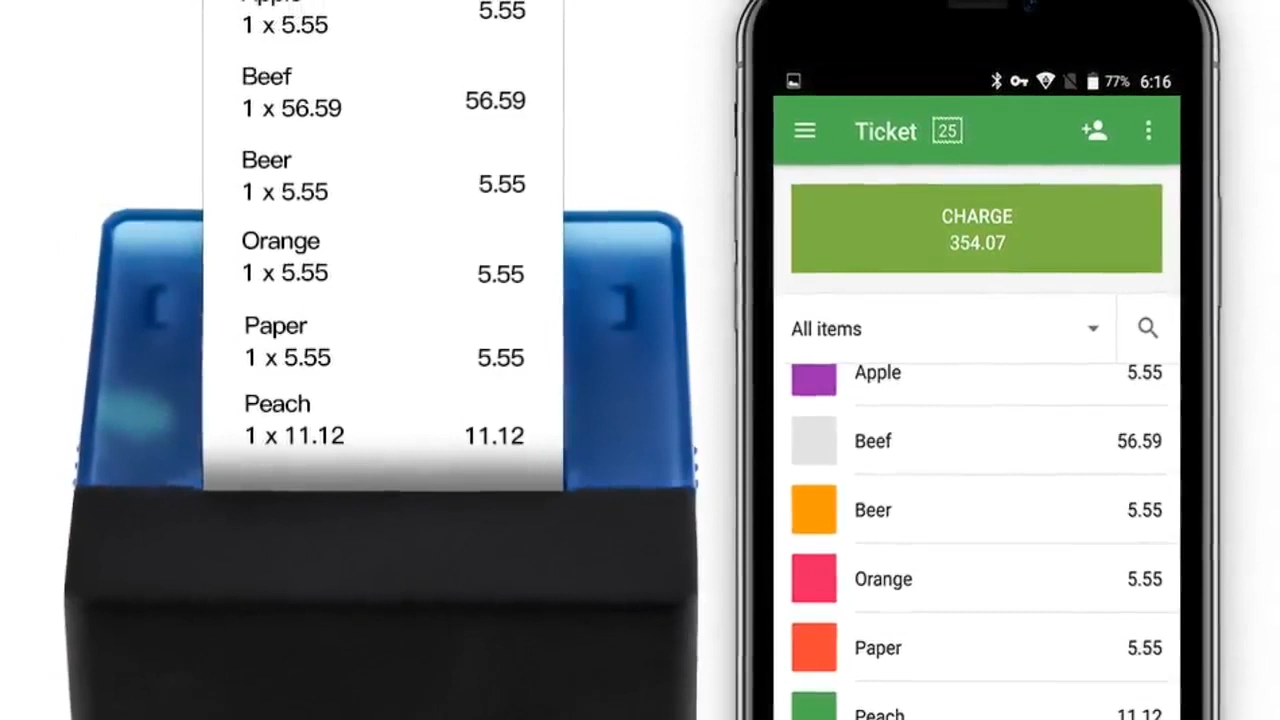 Apple 5.55
1 x 5.55
Beef
1 x 56.59 56.59
Beer
1 x 5.55 5.55
Orange
1 x 5.55 5.55
Paper
1 x 5.55 5.55
Peach
1 x 11.12 11.12
77% 6:16
Ticket 25
CHARGE
354.07
All items
Apple 5.55
Beef 56.59
Beer 5.55
Orange 5.55
Paper 5.55
Peach 11.12